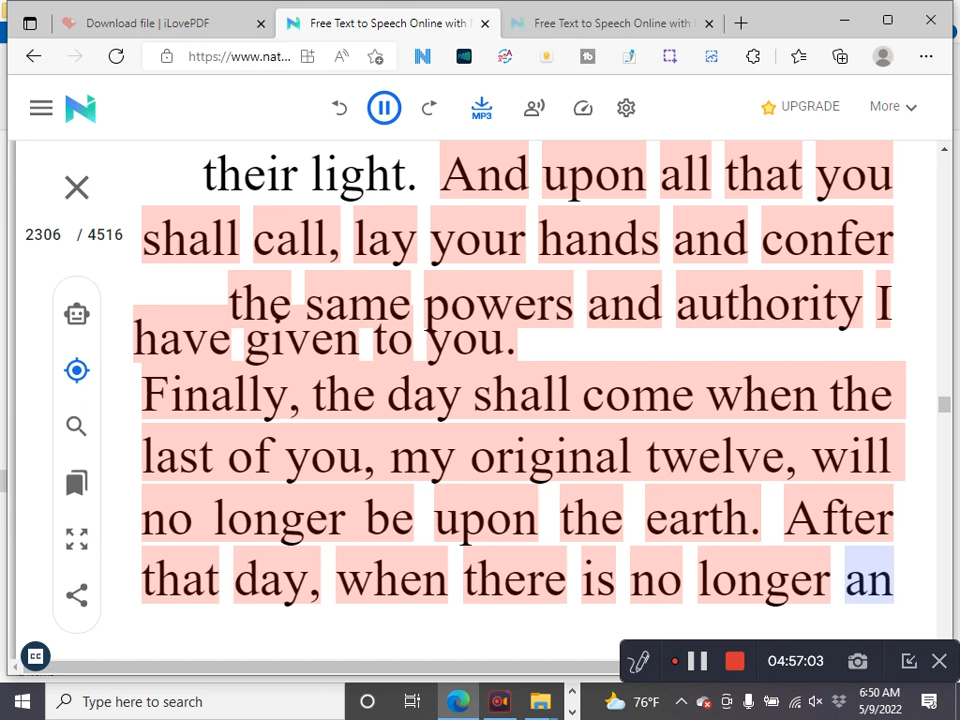 Download file | iLovePDF
Free Text to Speech Online with
Free Text to Speech Online with
https://www.nat...
UPGRADE
More
MP3
2306 / 4516
their light. And upon all that you
shall call, lay your hands and confer
the same powers and authority I
have given to you.
Finally, the day shall come when the
last of you, my original twelve, will
no longer be upon the earth. After
that day, when there is no longer an
CC
04:57:03
Type here to search
76°F
6:50 AM
5/9/2022